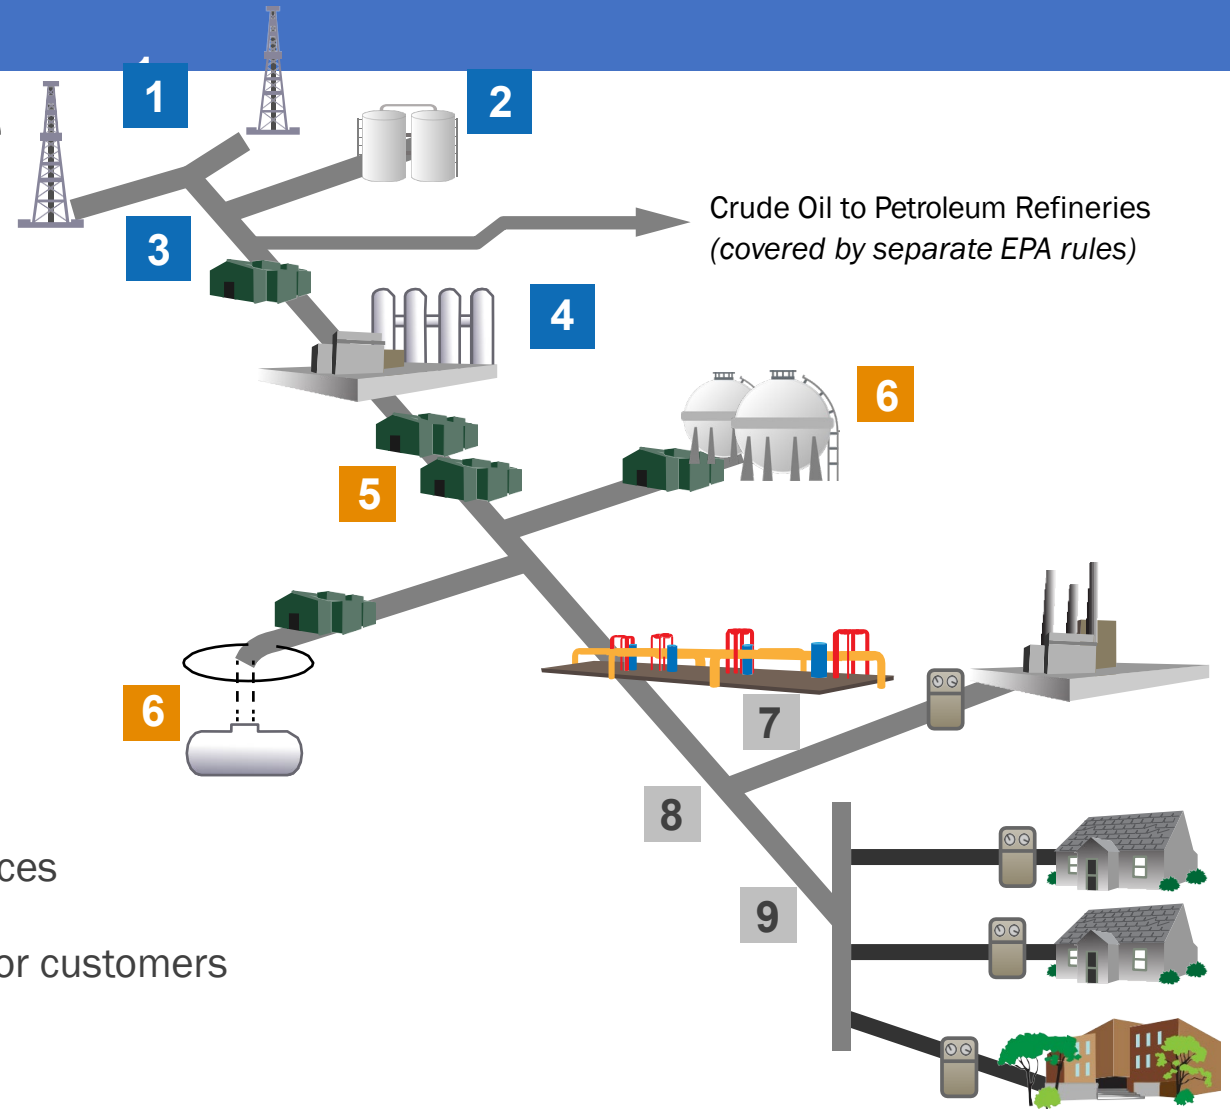 1
2
Crude Oil to Petroleum Refineries
(covered by separate EPA rules)
3
4
6
5
6
7
8
ces
9
or customers